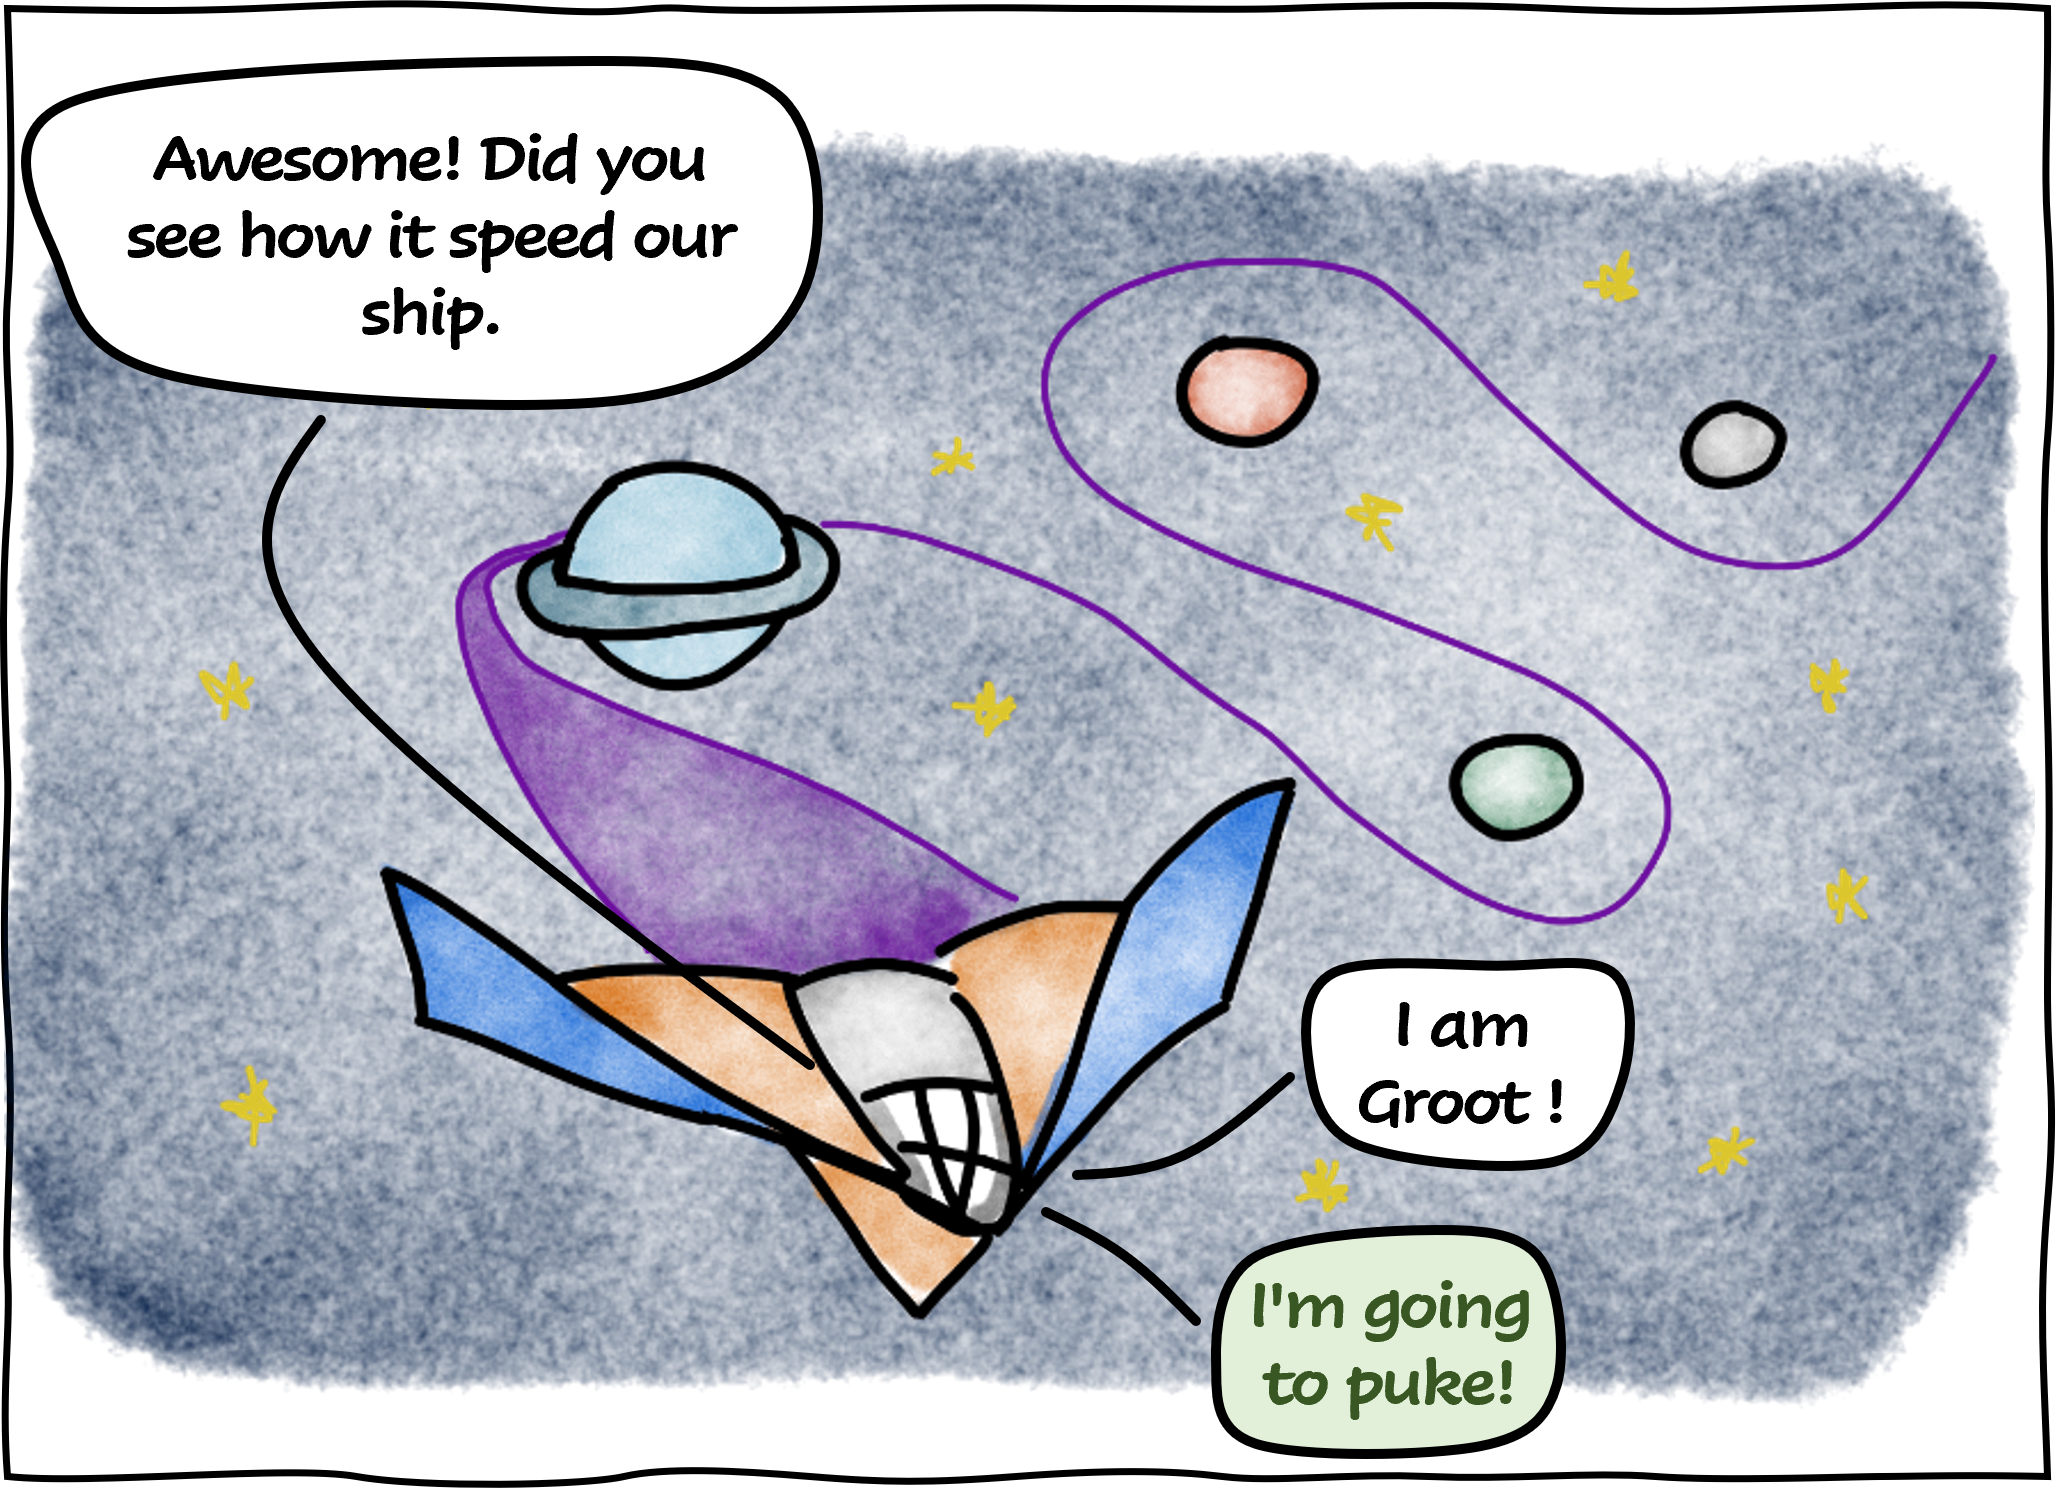 Awesome! Did you
see how it speed our
ship.
I am
Groot !
I'm going
to puke!